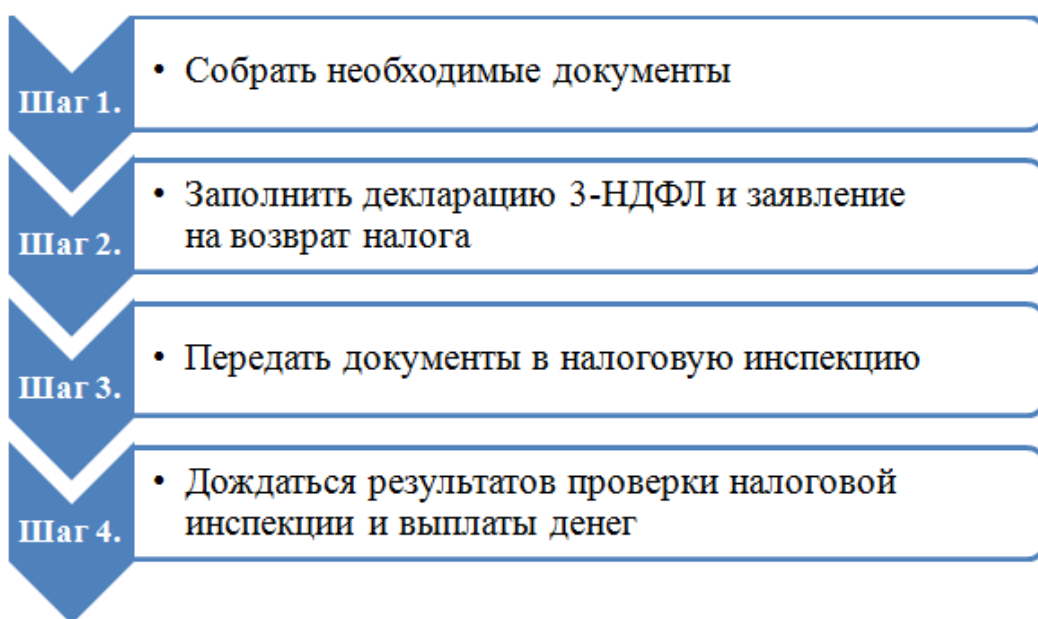 Шаг 1.
• Собрать необходимые документы
Шаг 2.
• Заполнить декларацию 3-НДФЛ и заявление
на возврат налога
Шаг 3.
• Передать документы в налоговую инспекцию
Шаг 4.
• Дождаться результатов проверки налоговой
инспекции и выплаты денег